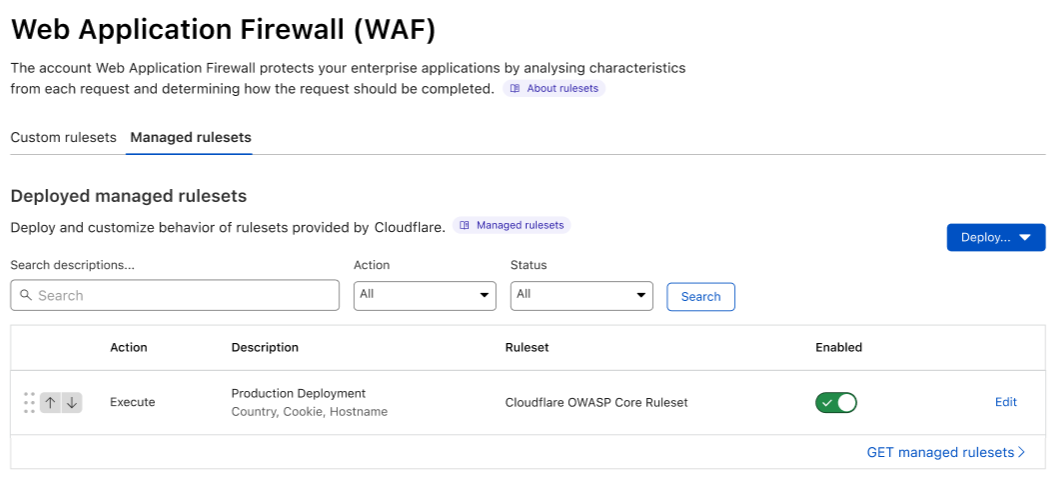 Web Application Firewall (WAF)
The account Web Application Firewall protects your enterprise applications by analysing characteristics
from each request and determining how the request should be completed. About rulesets
Custom rulesets Managed rulesets
Deployed managed rulesets
Deploy and customize behavior of rulesets provided by Cloudflare. Managed rulesets
Deploy...
Search descriptions... Action Status
Search All All Search
Action Description Ruleset Enabled
Execute Production Deployment Cloudflare OWASP Core Ruleset Edit
Country, Cookie, Hostname
GET managed rulesets